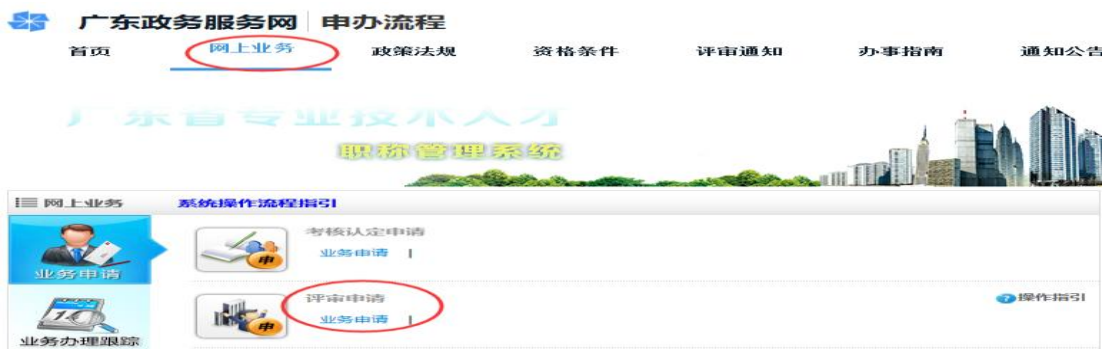 广东政务服务网 申办流程
首页 网上业务 政策法规 资格条件 评审通知 办事指南 通知公告
广东省专业技术人才
职称管理系统
网上业务 系统操作流程指引
考核认定申请
业务申请 |
业务申请
评审申请 操作指引
业务申请 |
业务办理跟踪